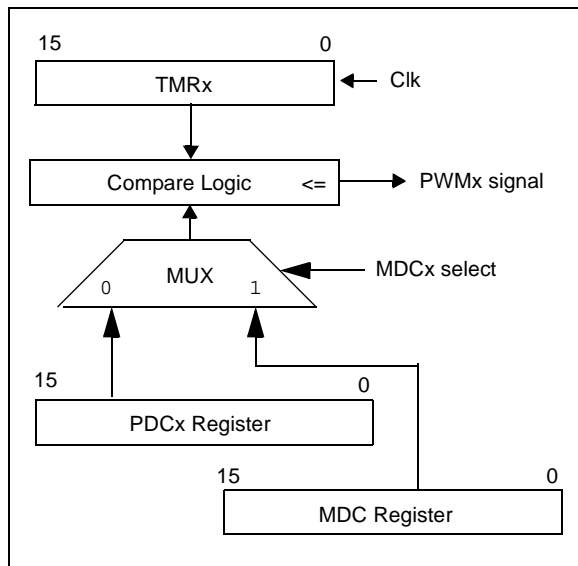 15 0
TMRx
Clk
Compare Logic <=
PWMx signal
MUX
0 1
MDCx select
15 0
PDCx Register
15 0
MDC Register